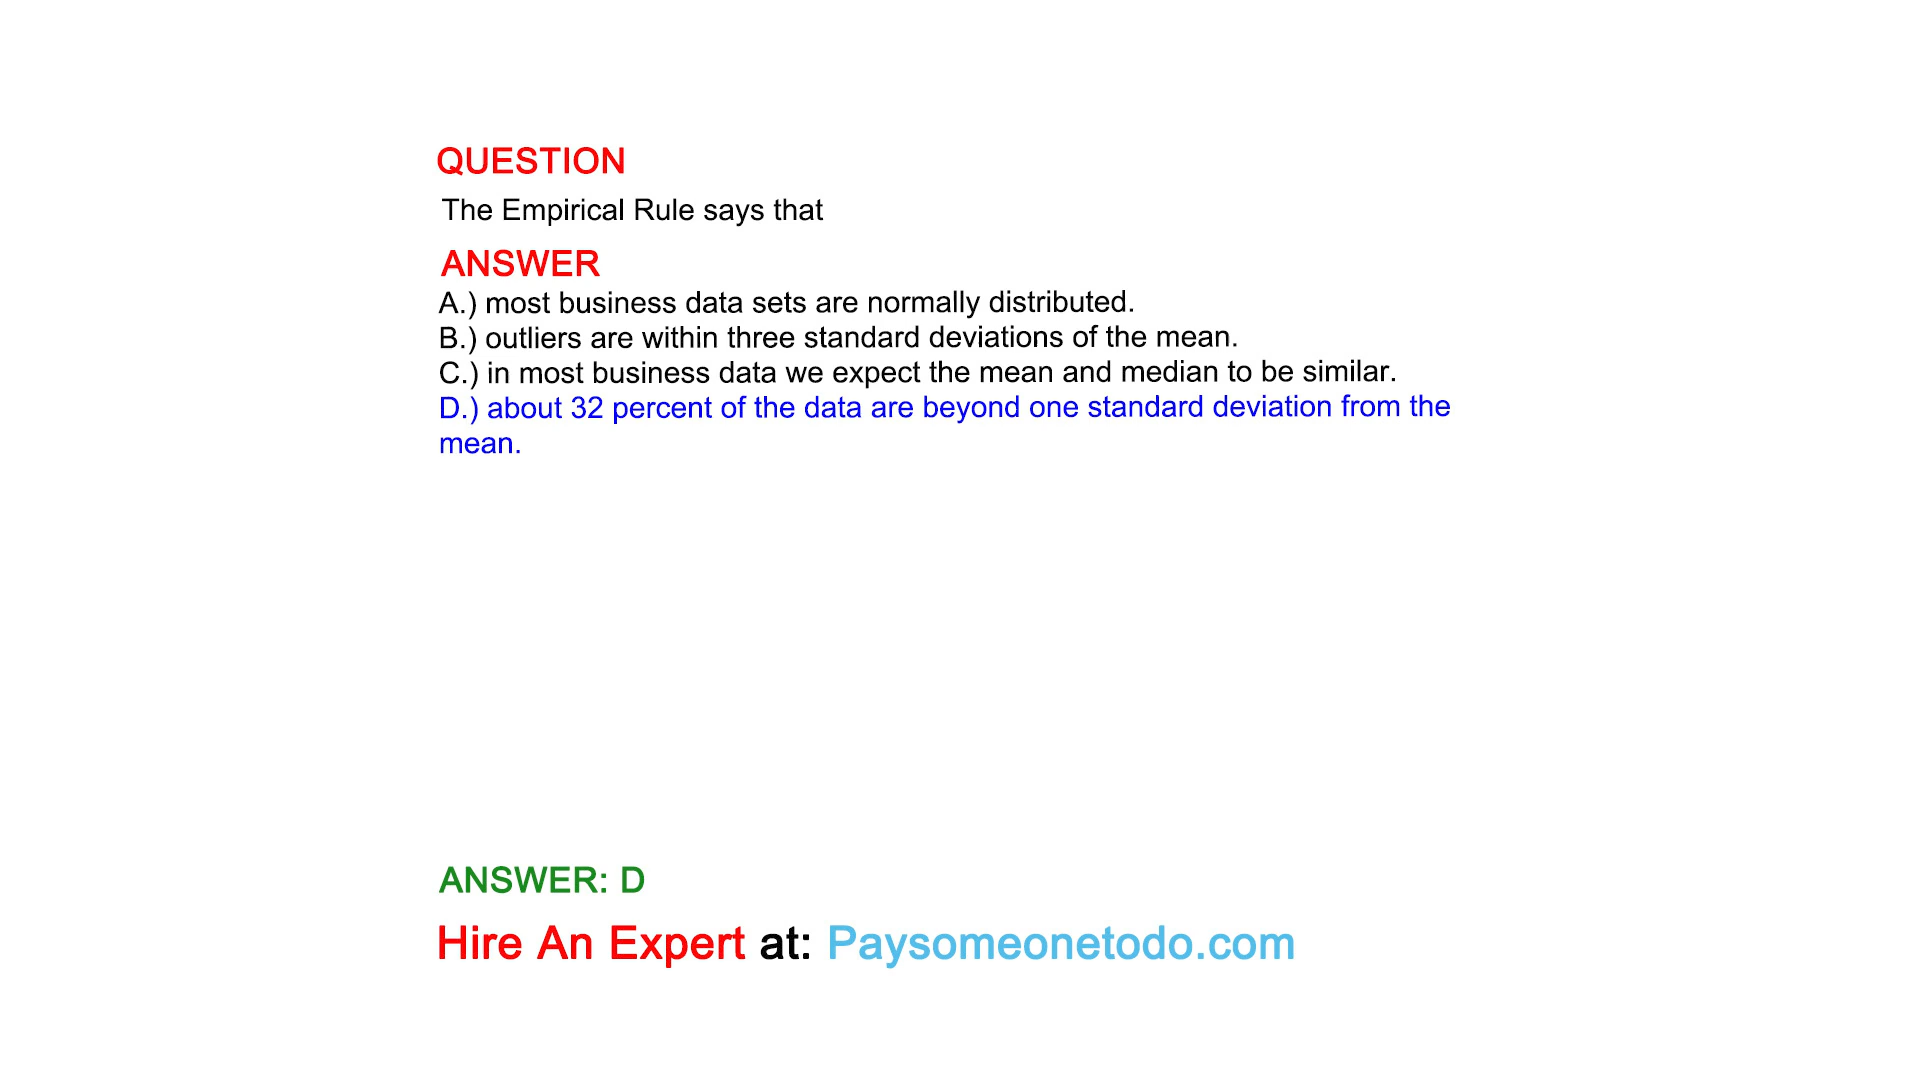 QUESTION
The Empirical Rule says that
ANSWER
A.) most business data sets are normally distributed.
B.) outliers are within three standard deviations of the mean.
C.) in most business data we expect the mean and median to be similar.
D.) about 32 percent of the data are beyond one standard deviation from the
mean.
ANSWER: D
Hire An Expert at: Paysomeonetodo.com